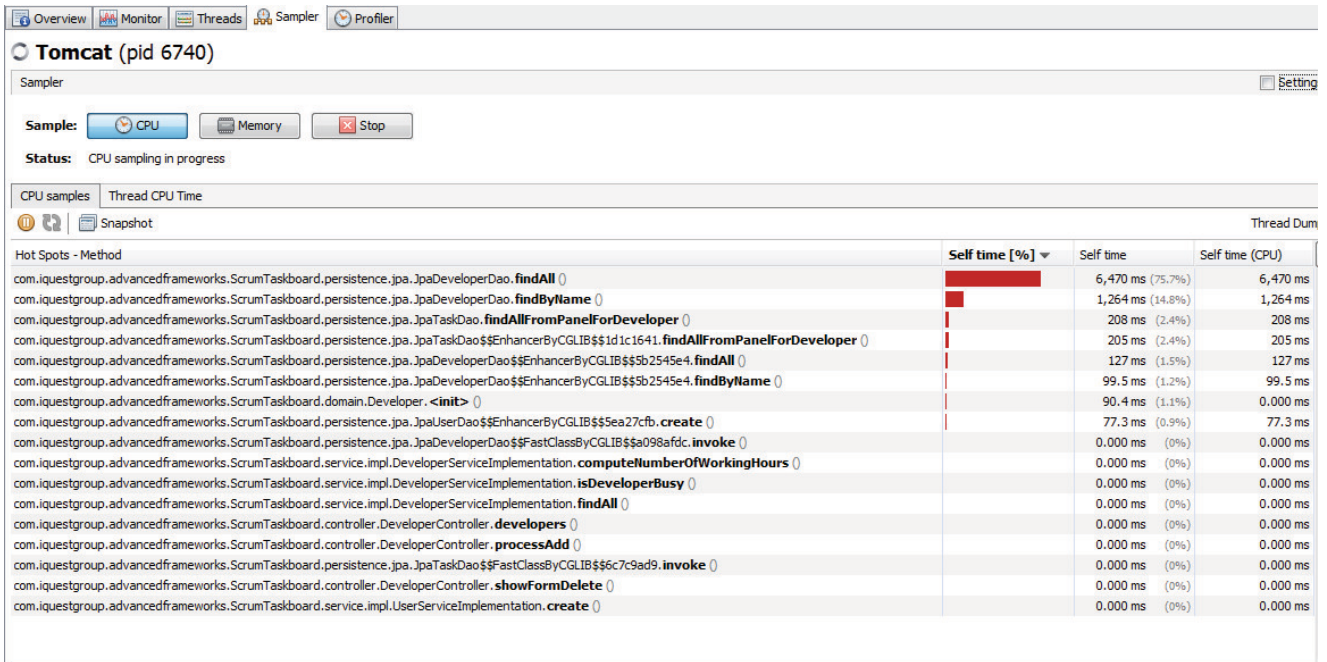 Overview Monitor Threads Sampler Profiler
Tomcat (pid 6740)
Sampler Setting
Sample: CPU Memory Stop
Status: CPU sampling in progress
CPU samples Thread CPU Time
Snapshot Thread Dum
Hot Spots - Method Self time [%] Self time Self time (CPU)
com.iquestgroup.advancedframeworks.ScrumTaskboard.persistence.jpa.JpaDeveloperDao.findAll () 6,470 ms (75.7%) 6,470 ms
com.iquestgroup.advancedframeworks.ScrumTaskboard.persistence.jpa.JpaDeveloperDao.findByName () 1,264 ms (14.8%) 1,264 ms
com.iquestgroup.advancedframeworks.ScrumTaskboard.persistence.jpa.JpaTaskDao.findAllFromPanelForDeveloper () 208 ms (2.4%) 208 ms
com.iquestgroup.advancedframeworks.ScrumTaskboard.persistence.jpa.JpaTaskDao$$EnhancerByCGLIB$$1d1c1641.findAllFromPanelForDeveloper () 205 ms (2.4%) 205 ms
com.iquestgroup.advancedframeworks.ScrumTaskboard.persistence.jpa.JpaDeveloperDao$$EnhancerByCGLIB$$5b2545e4.findAll () 127 ms (1.5%) 127 ms
com.iquestgroup.advancedframeworks.ScrumTaskboard.persistence.jpa.JpaDeveloperDao$$EnhancerByCGLIB$$5b2545e4.findByName () 99.5 ms (1.2%) 99.5 ms
com.iquestgroup.advancedframeworks.ScrumTaskboard.domain.Developer.<init> () 90.4 ms (1.1%) 0.000 ms
com.iquestgroup.advancedframeworks.ScrumTaskboard.persistence.jpa.JpaUserDao$$EnhancerByCGLIB$$5ea27cfb.create () 77.3 ms (0.9%) 77.3 ms
com.iquestgroup.advancedframeworks.ScrumTaskboard.persistence.jpa.JpaDeveloperDao$$FastClassByCGLIB$$a098afdc.invoke () 0.000 ms (0%) 0.000 ms
com.iquestgroup.advancedframeworks.ScrumTaskboard.service.impl.DeveloperServiceImplementation.computeNumberOfWorkingHours () 0.000 ms (0%) 0.000 ms
com.iquestgroup.advancedframeworks.ScrumTaskboard.service.impl.DeveloperServiceImplementation.isDeveloperBusy () 0.000 ms (0%) 0.000 ms
com.iquestgroup.advancedframeworks.ScrumTaskboard.service.impl.DeveloperServiceImplementation.findAll () 0.000 ms (0%) 0.000 ms
com.iquestgroup.advancedframeworks.ScrumTaskboard.controller.DeveloperController.developers () 0.000 ms (0%) 0.000 ms
com.iquestgroup.advancedframeworks.ScrumTaskboard.controller.DeveloperController.processAdd () 0.000 ms (0%) 0.000 ms
com.iquestgroup.advancedframeworks.ScrumTaskboard.persistence.jpa.JpaTaskDao$$FastClassByCGLIB$$6c7c9ad9.invoke () 0.000 ms (0%) 0.000 ms
com.iquestgroup.advancedframeworks.ScrumTaskboard.controller.DeveloperController.showFormDelete () 0.000 ms (0%) 0.000 ms
com.iquestgroup.advancedframeworks.ScrumTaskboard.service.impl.UserServiceImplementation.create () 0.000 ms (0%) 0.000 ms